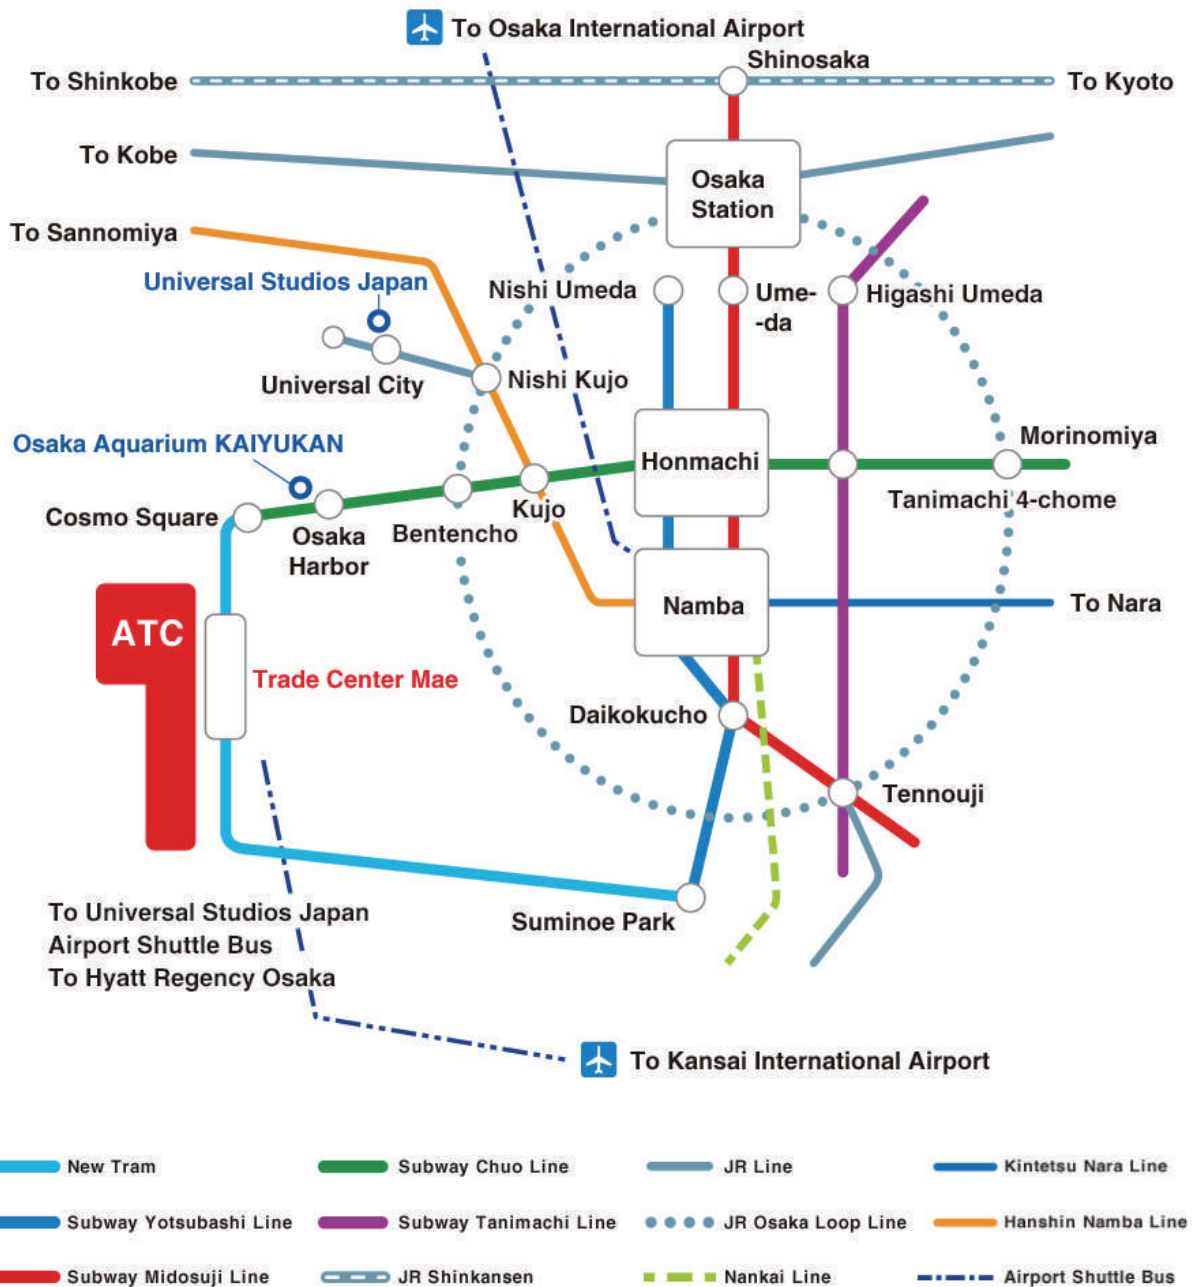 To Osaka International Airport
Shinosaka
To Shinkobe
To Kyoto
To Kobe
Osaka
Station
To Sannomiya
Universal Studios Japan
Nishi Umeda
Ume-
-da
Higashi Umeda
Universal City
Nishi Kujo
Osaka Aquarium KAIYUKAN
Morinomiya
Honmachi
Tanimachi 4-chome
Cosmo Square
Osaka
Harbor
Bentencho
Kujo
Namba
To Nara
ATC
Trade Center Mae
Daikokucho
Tennouji
Suminoe Park
To Universal Studios Japan
Airport Shuttle Bus
To Hyatt Regency Osaka
To Kansai International Airport
New Tram
Subway Chuo Line
JR Line
Kintetsu Nara Line
Subway Yotsubashi Line
Subway Tanimachi Line
JR Osaka Loop Line
Hanshin Namba Line
Subway Midosuji Line
JR Shinkansen
Nankai Line
Airport Shuttle Bus